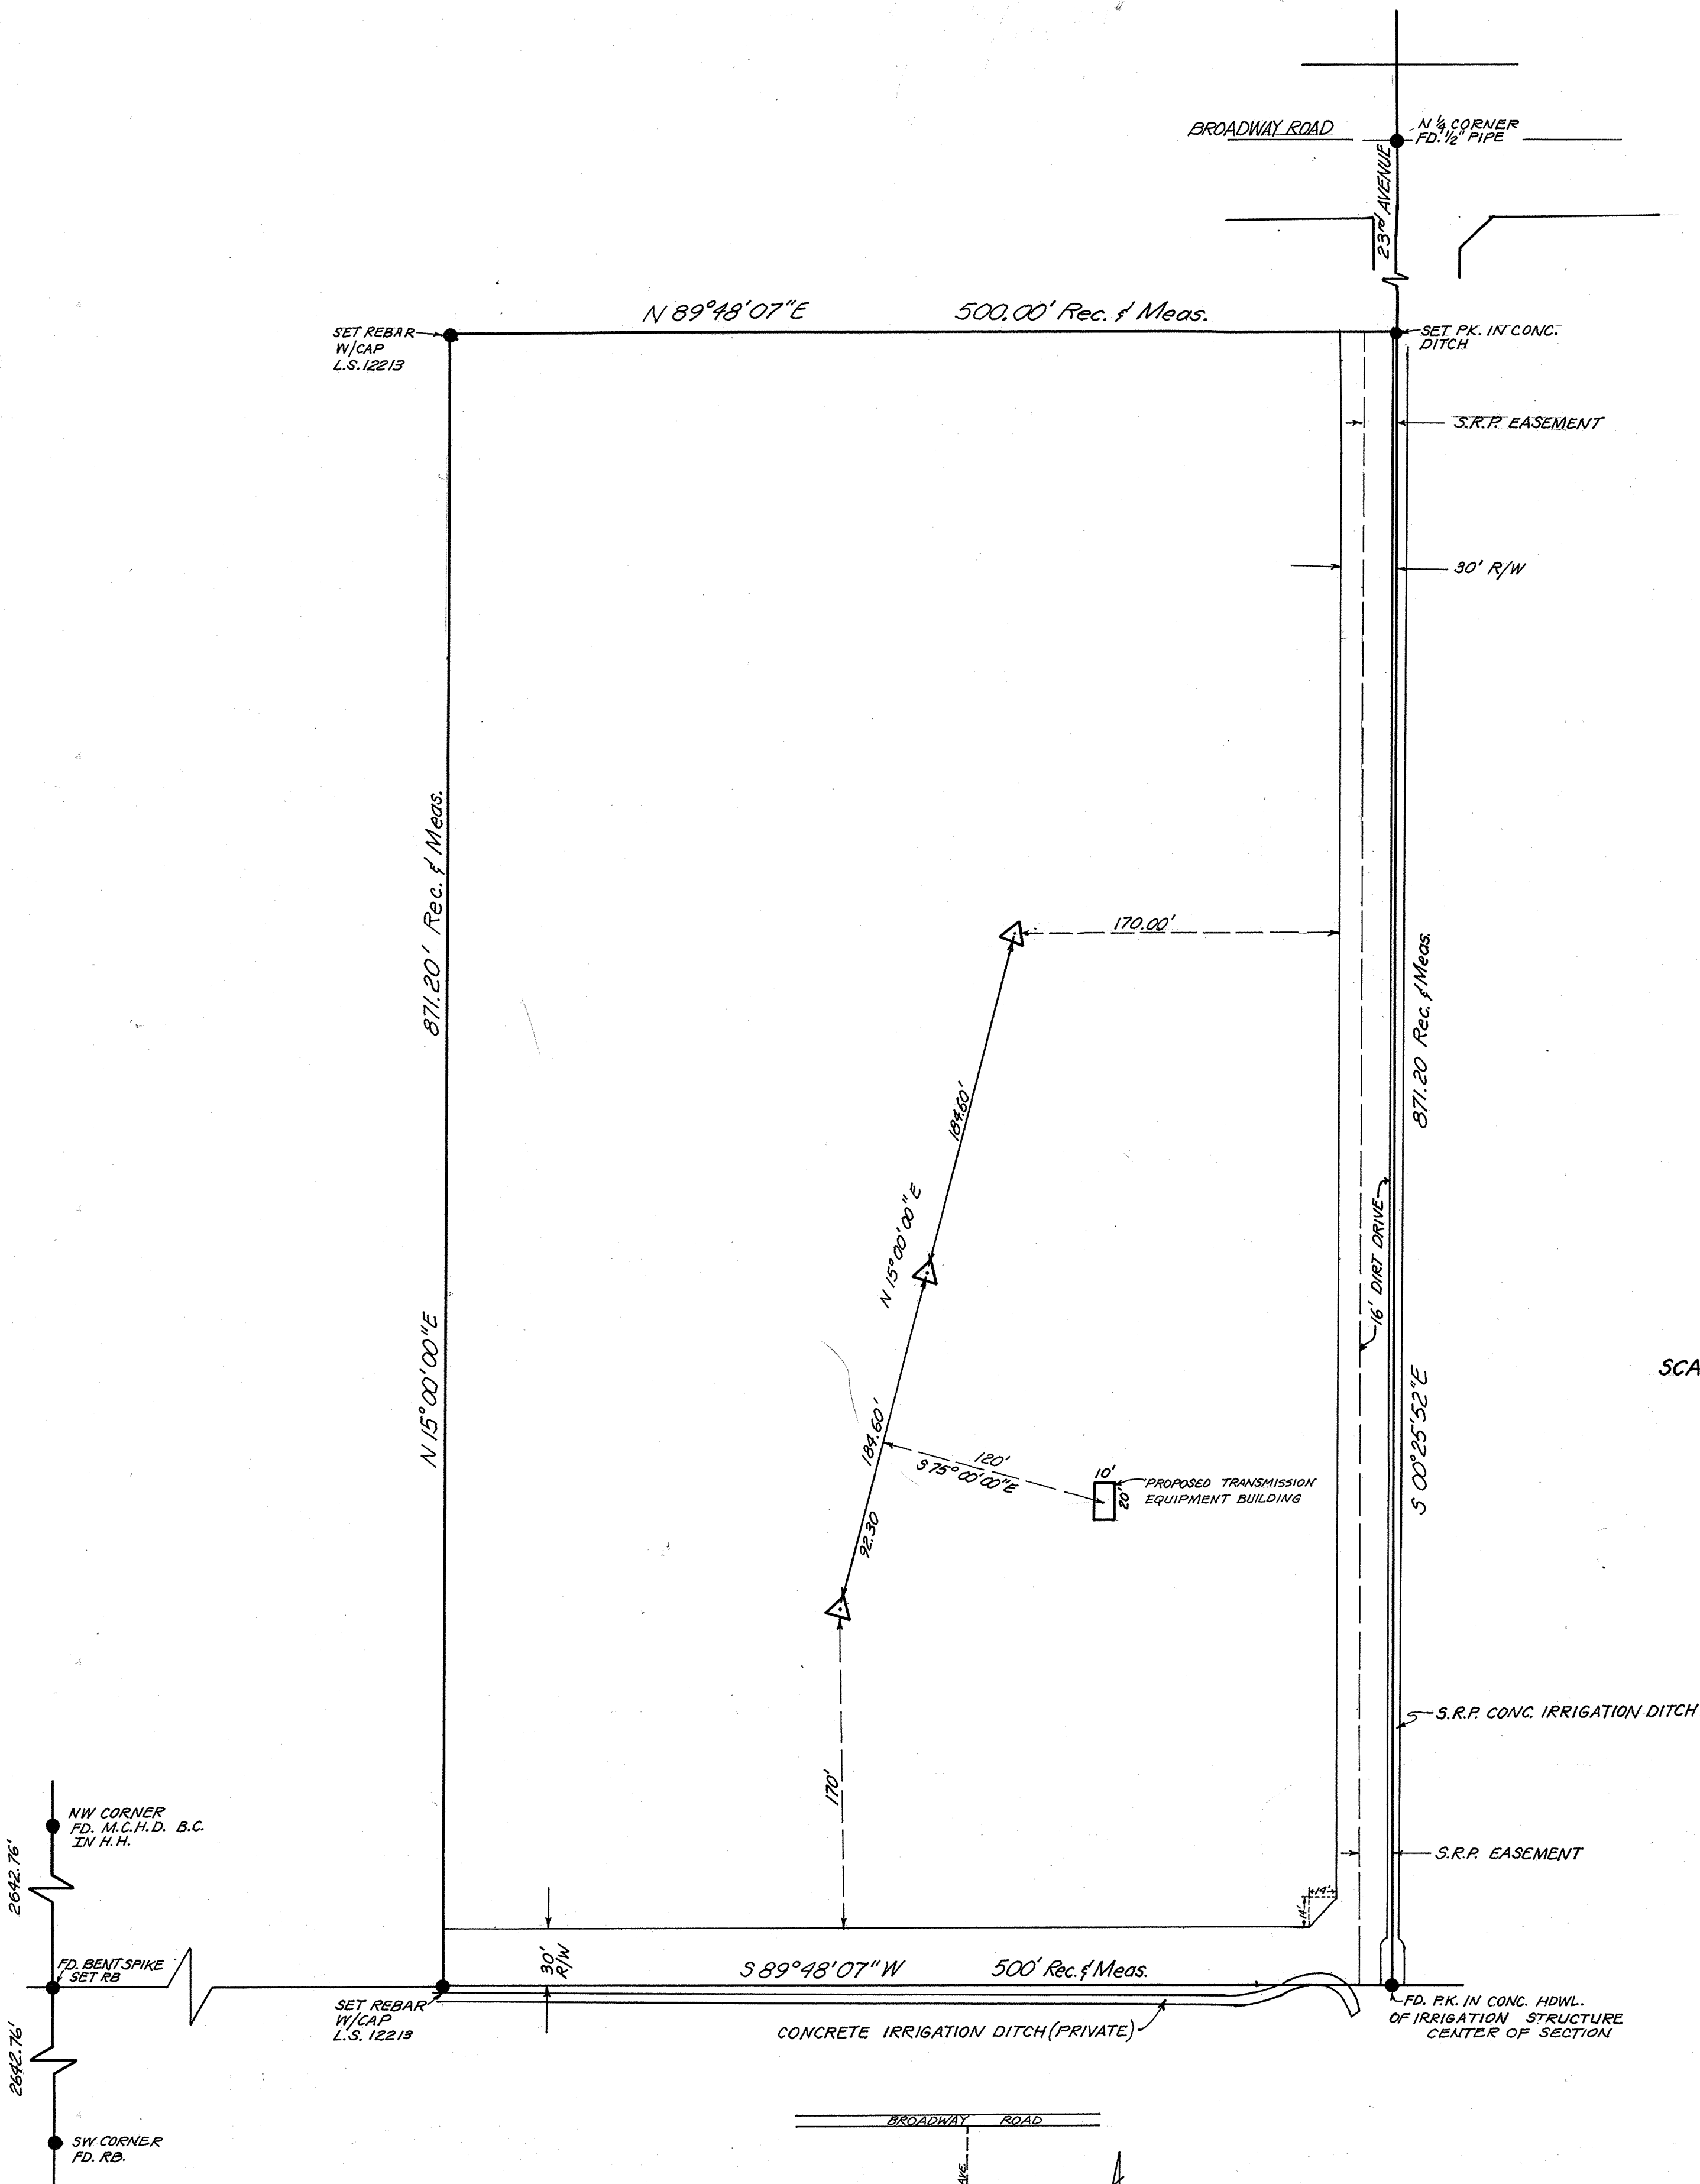 BROADWAY ROAD
N 1/4 CORNER
FD. 1/2" PIPE
23rd AVENUE
N 89°48'07"E 500.00' Rec. & Meas.
SET REBAR
W/CAP
L.S. 12213
SET PK. IN CONC.
DITCH
S.R.P. EASEMENT
30' R/W
871.20' Rec. & Meas.
N 15°00'00"E
170.00'
871.20 Rec. & Meas.
184.60'
N 15°00'00"E
16' DIRT DRIVE
SCA
S 00°25'52"E
184.60'
120'
S 75°00'00"E
10'
20'
PROPOSED TRANSMISSION
EQUIPMENT BUILDING
92.30
170'
S.R.P. CONC. IRRIGATION DITCH
NW CORNER
FD. M.C.H.D. B.C.
IN H.H.
2642.76'
S.R.P. EASEMENT
14'
14'
FD. BENT SPIKE
SET RB
30'
R/W
S 89°48'07"W 500' Rec. & Meas.
SET REBAR
W/CAP
L.S. 12213
CONCRETE IRRIGATION DITCH (PRIVATE)
FD. P.K. IN CONC. HDWL.
OF IRRIGATION STRUCTURE
CENTER OF SECTION
2642.76'
SW CORNER
FD. RB.
BROADWAY ROAD
AVE.